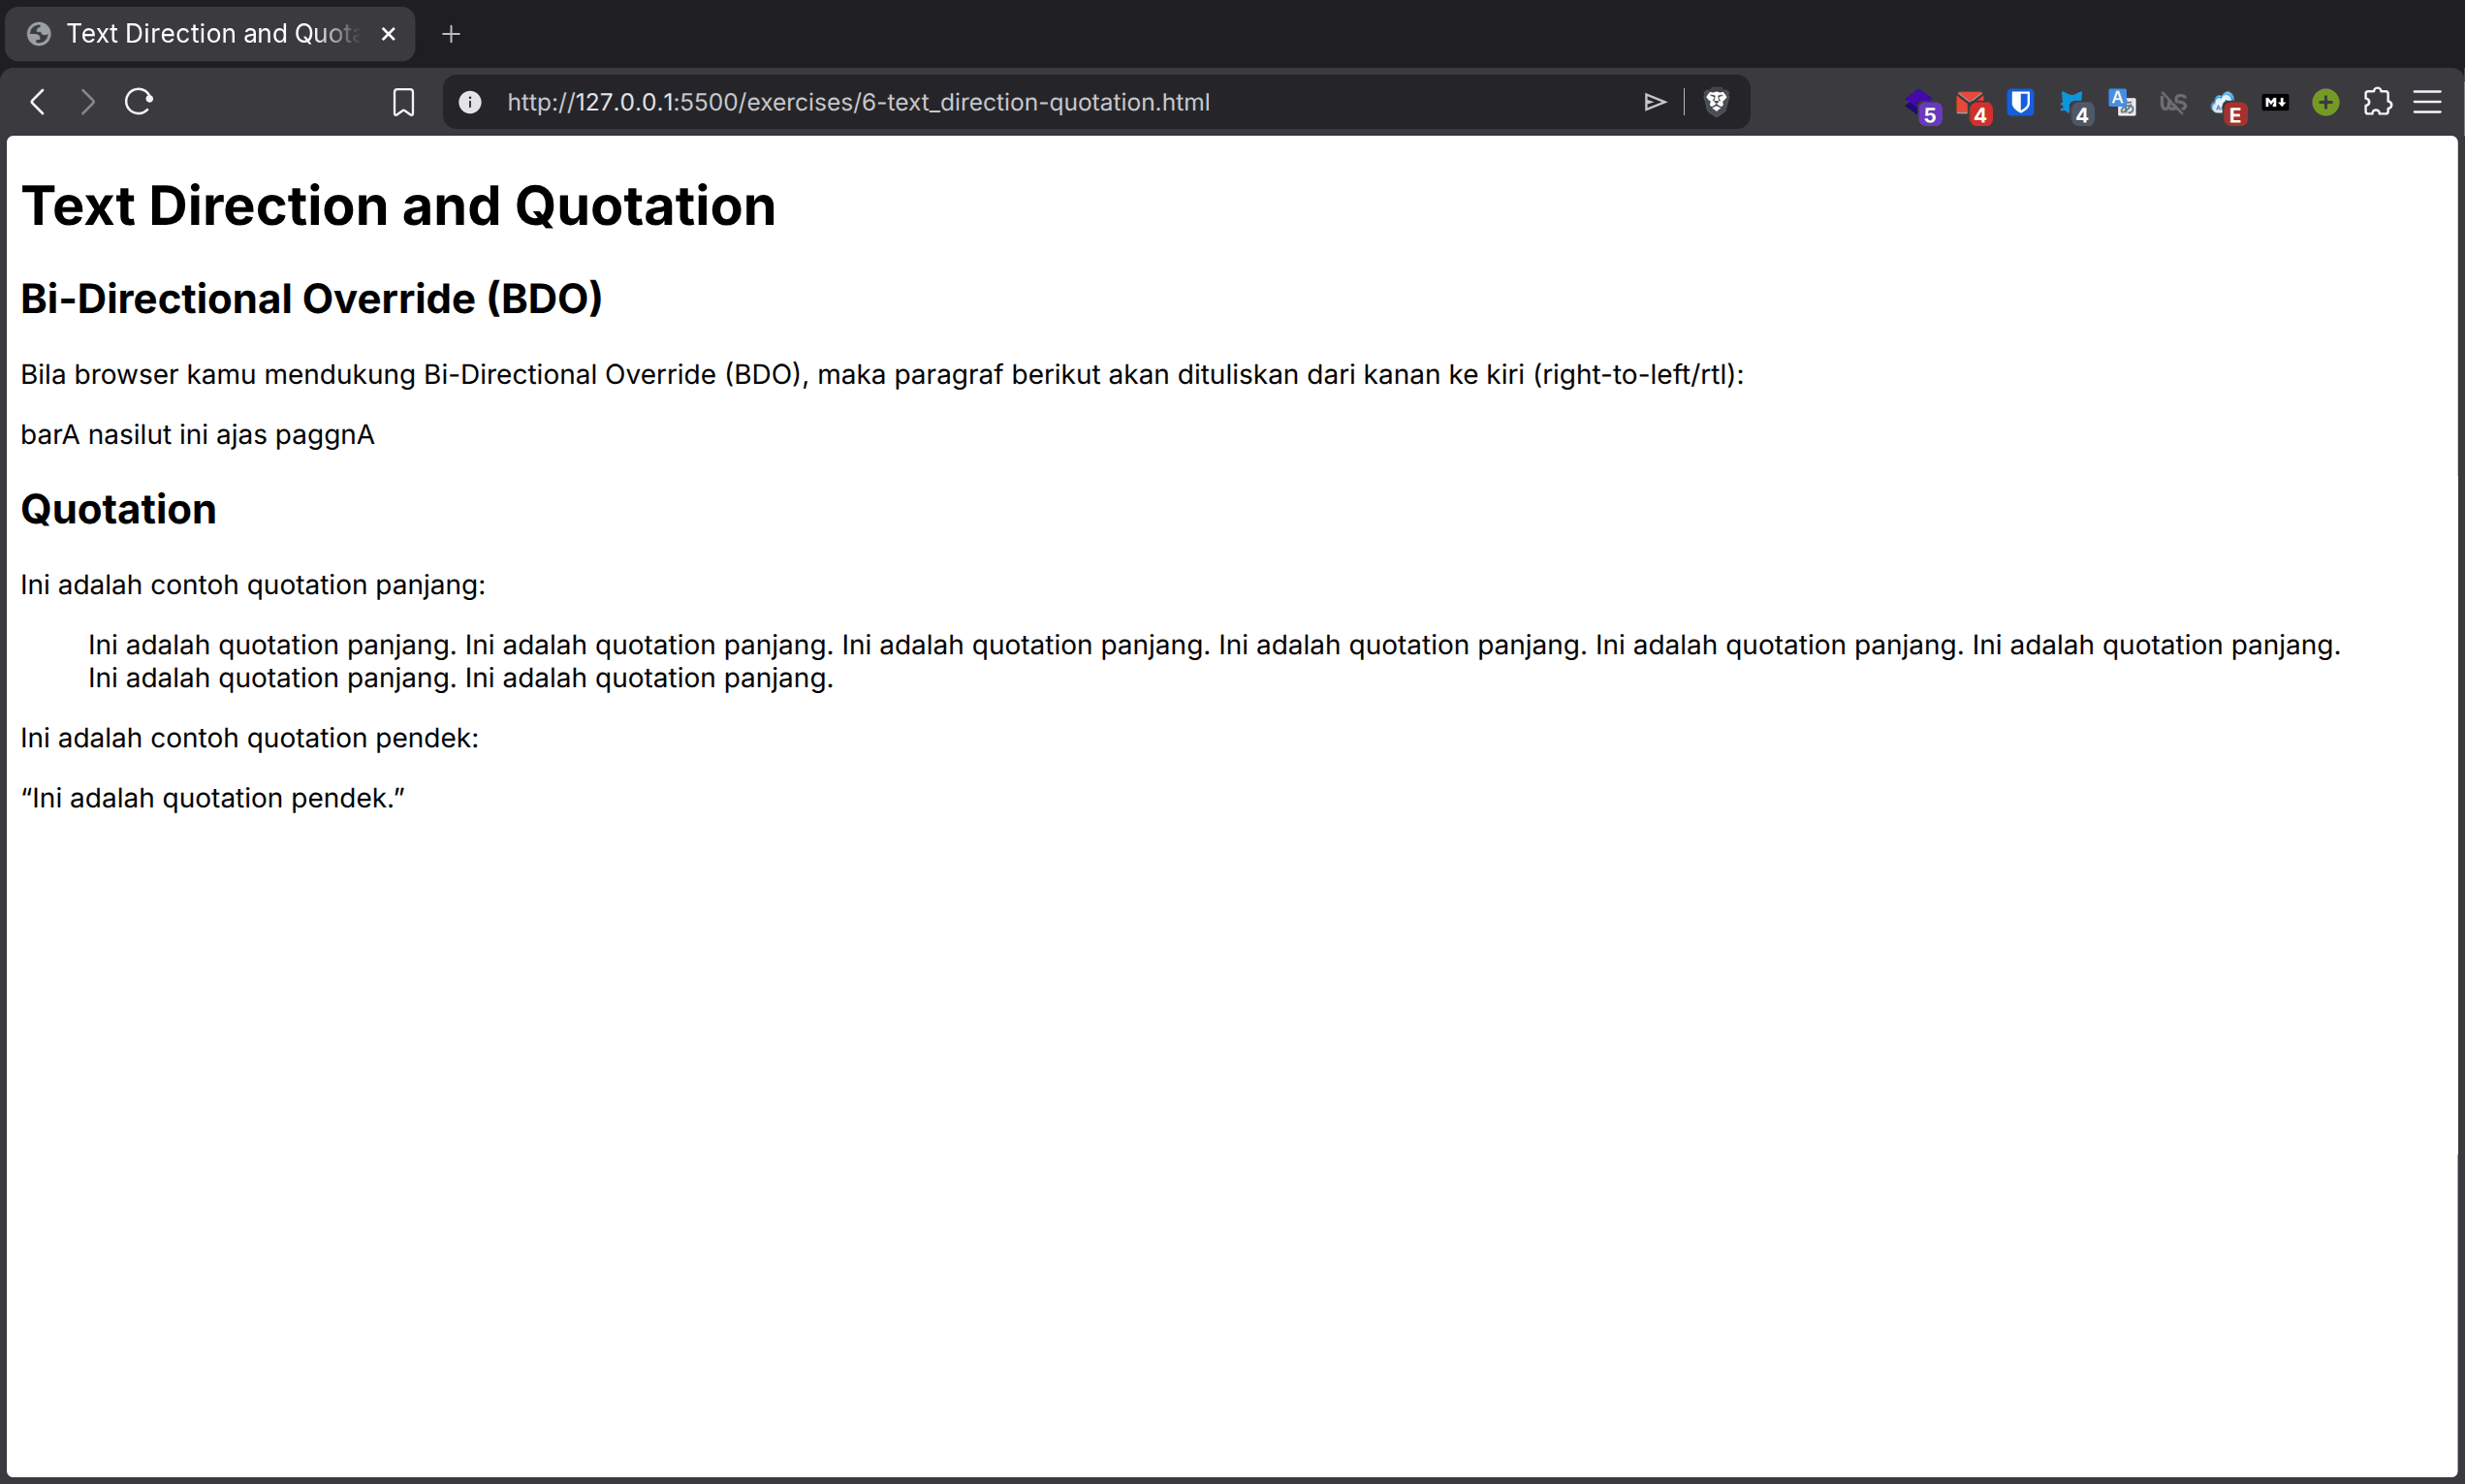 Text Direction and Quota
http://127.0.0.1:5500/exercises/6-text_direction-quotation.html
5
4
4
A
E
M
Text Direction and Quotation
Bi-Directional Override (BDO)
Bila browser kamu mendukung Bi-Directional Override (BDO), maka paragraf berikut akan dituliskan dari kanan ke kiri (right-to-left/rtl):
barA nasilut ini ajas paggnA
Quotation
Ini adalah contoh quotation panjang:
Ini adalah quotation panjang. Ini adalah quotation panjang. Ini adalah quotation panjang. Ini adalah quotation panjang. Ini adalah quotation panjang. Ini adalah quotation panjang.
Ini adalah quotation panjang. Ini adalah quotation panjang.
Ini adalah contoh quotation pendek:
“Ini adalah quotation pendek.”